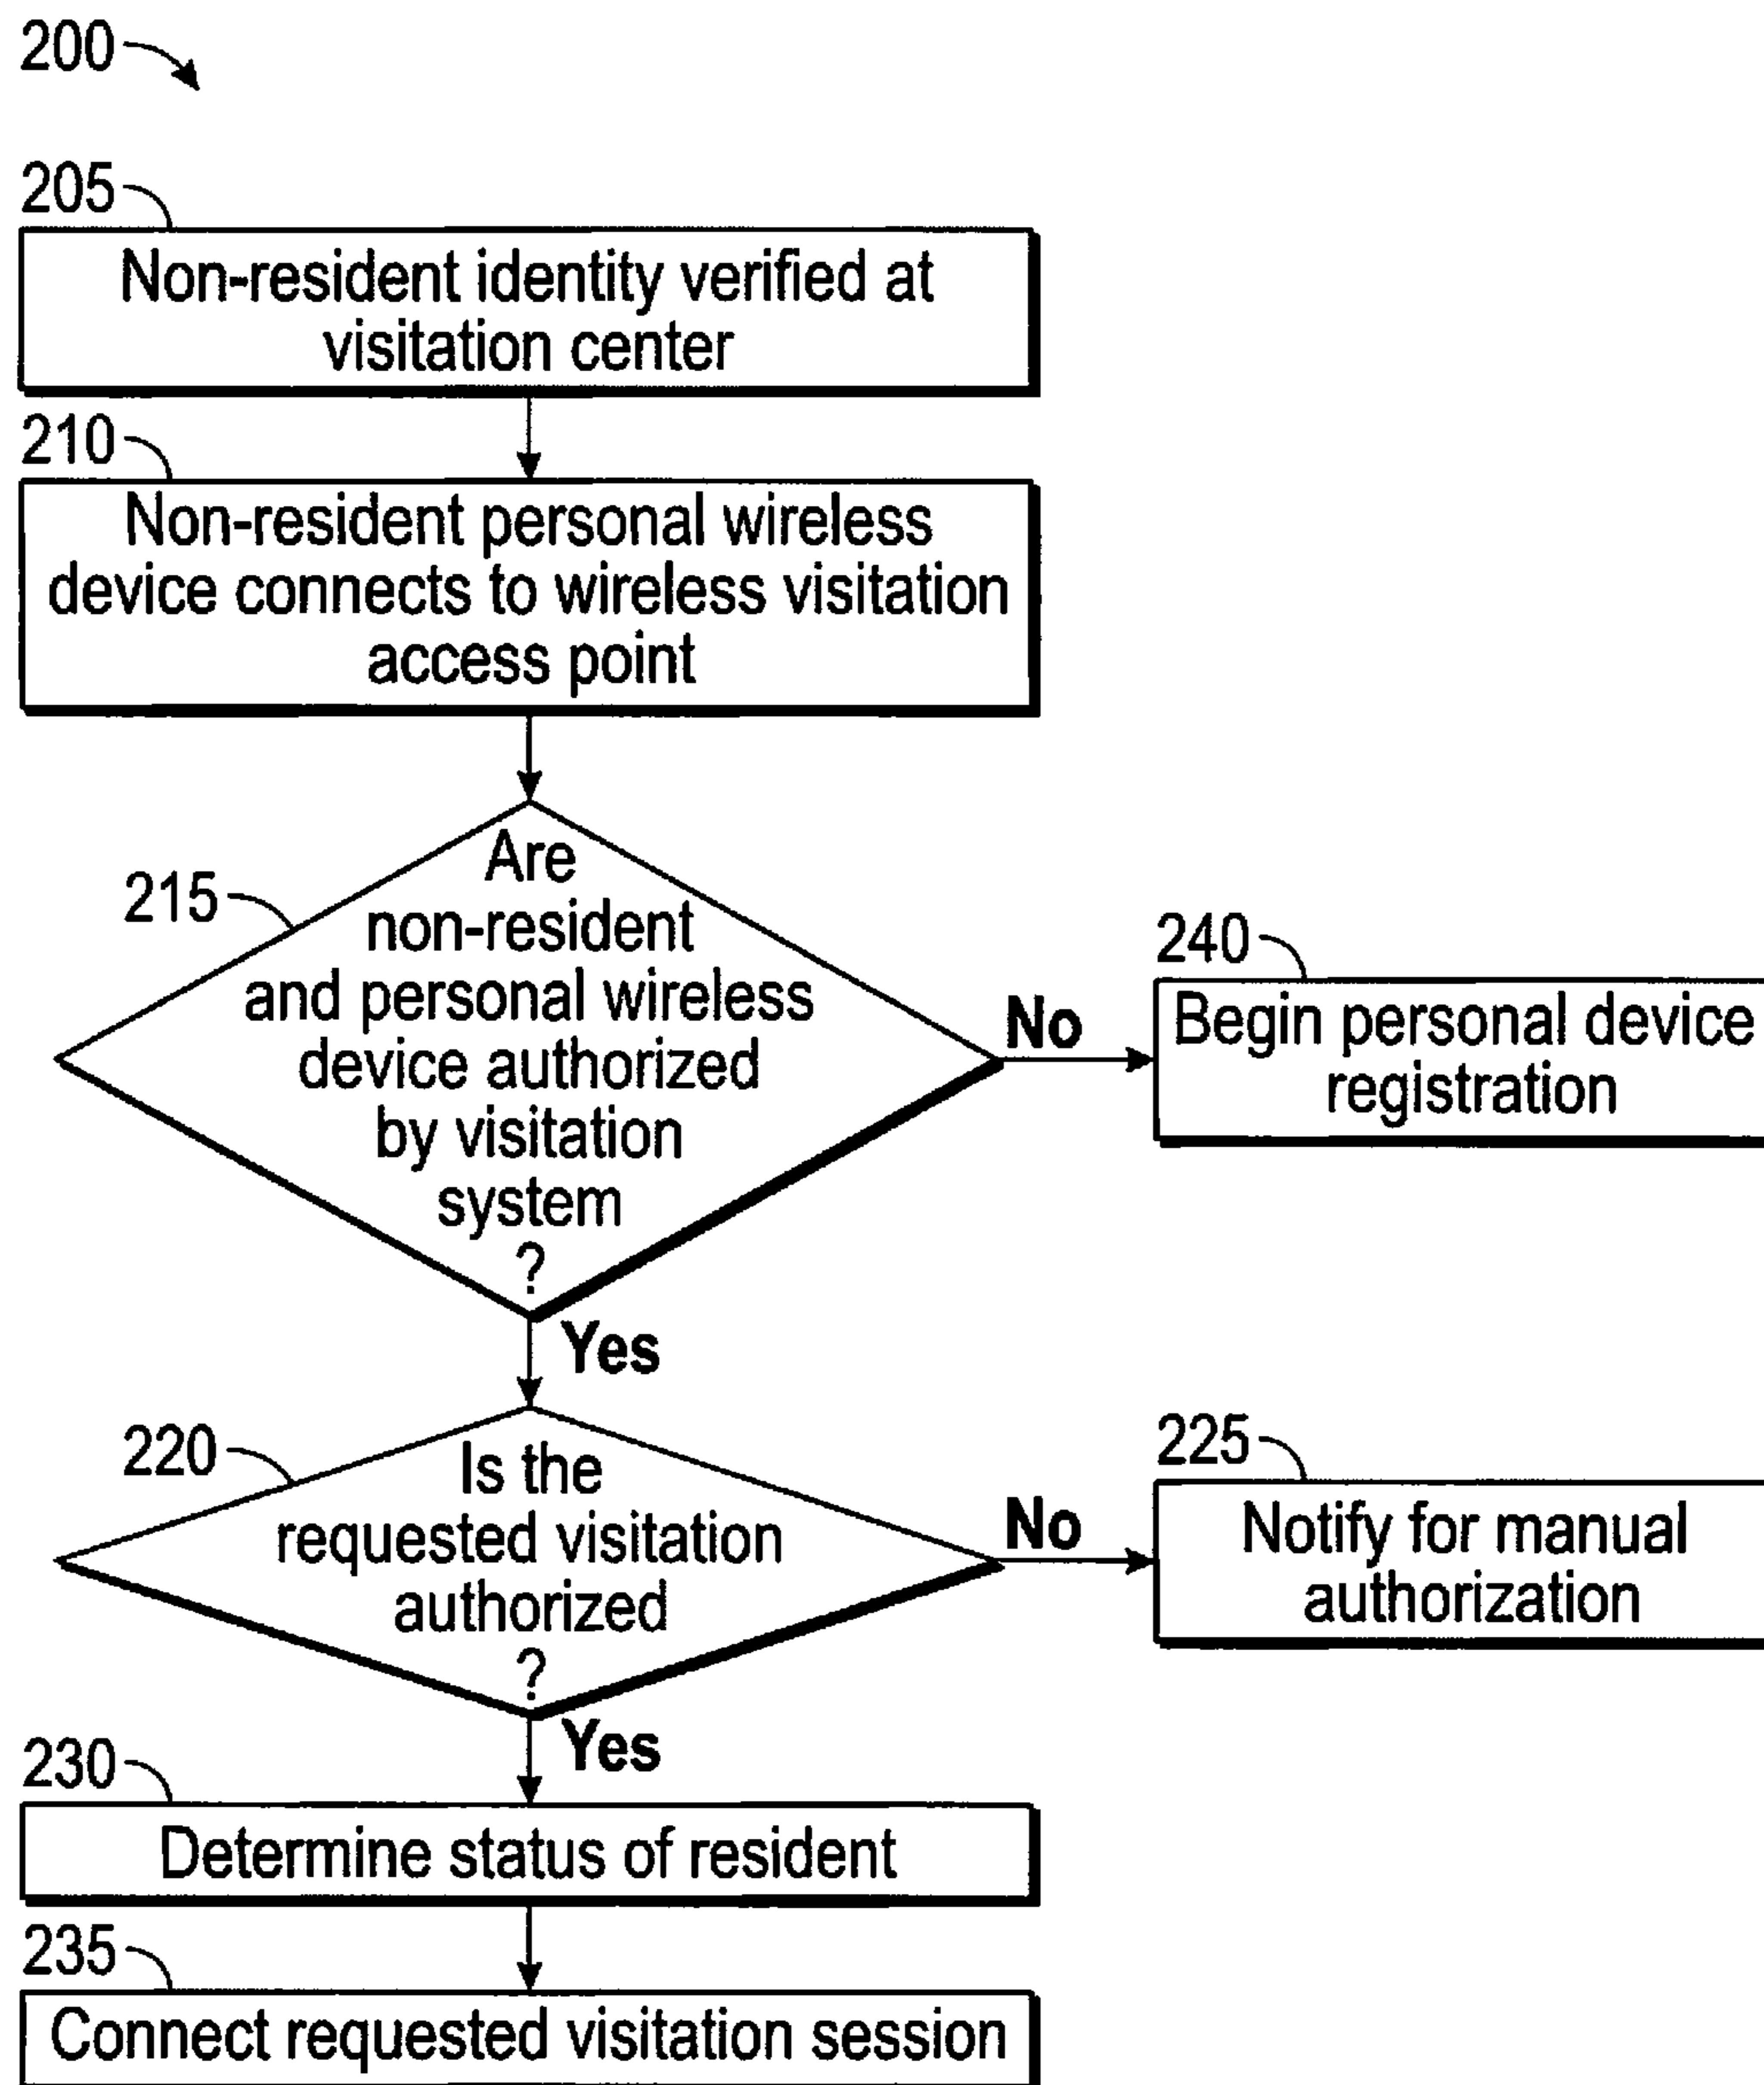 200
205
Non-resident identity verified at
visitation center
210
Non-resident personal wireless
device connects to wireless visitation
access point
215
Are
non-resident
and personal wireless
device authorized
by visitation
system
?
No
240
Begin personal device
registration
Yes
220
Is the
requested visitation
authorized
?
No
225
Notify for manual
authorization
Yes
230
Determine status of resident
235
Connect requested visitation session